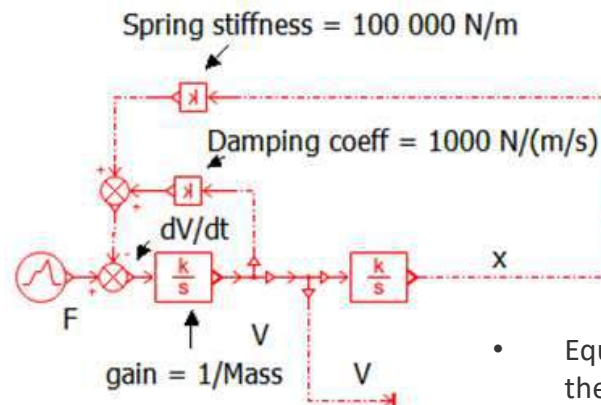 Spring stiffness = 100 000 N/m
k
Damping coeff = 1000 N/(m/s)
+
k
+
dV/dt
-
+
k
s
k
s
x
F
V
gain = 1/Mass
V
• Equ
the